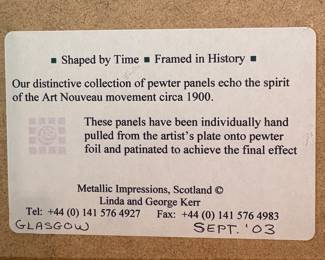 ▪ Shaped by Time ▪ Framed in History ▪
Our distinctive collection of pewter panels echo the spirit
of the Art Nouveau movement circa 1900.
These panels have been individually hand
pulled from the artist's plate onto pewter
foil and patinated to achieve the final effect
Metallic Impressions, Scotland ©
Linda and George Kerr
Tel: +44 (0) 141 576 4927 Fax: +44 (0) 141 576 4983
GLASGOW SEPT. '03